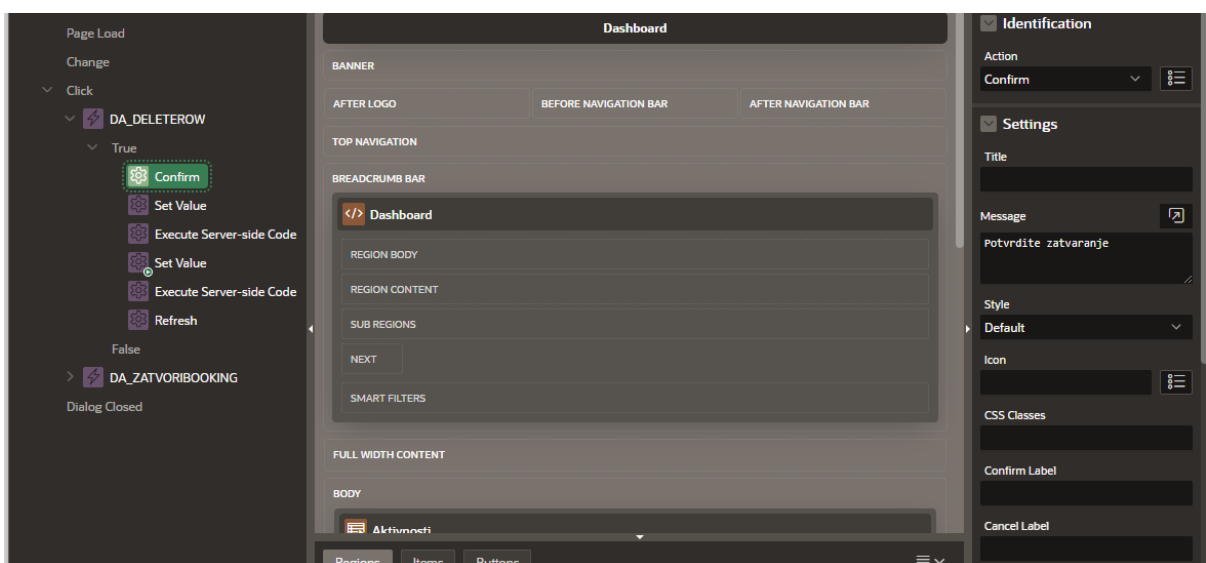 Page Load
Change
Click
DA_DELETEROW
True
Confirm
Set Value
Execute Server-side Code
Set Value
Execute Server-side Code
Refresh
False
DA_ZATVORIBOOKING
Dialog Closed
Dashboard
BANNER
AFTER LOGO
BEFORE NAVIGATION BAR
AFTER NAVIGATION BAR
TOP NAVIGATION
BREADCRUMB BAR
</> Dashboard
REGION BODY
REGION CONTENT
SUB REGIONS
NEXT
SMART FILTERS
FULL WIDTH CONTENT
BODY
Aktivnosti
Regions
Items
Buttons
Identification
Action
Confirm
Settings
Title
Message
Potvrdite zatvaranje
Style
Default
Icon
CSS Classes
Confirm Label
Cancel Label